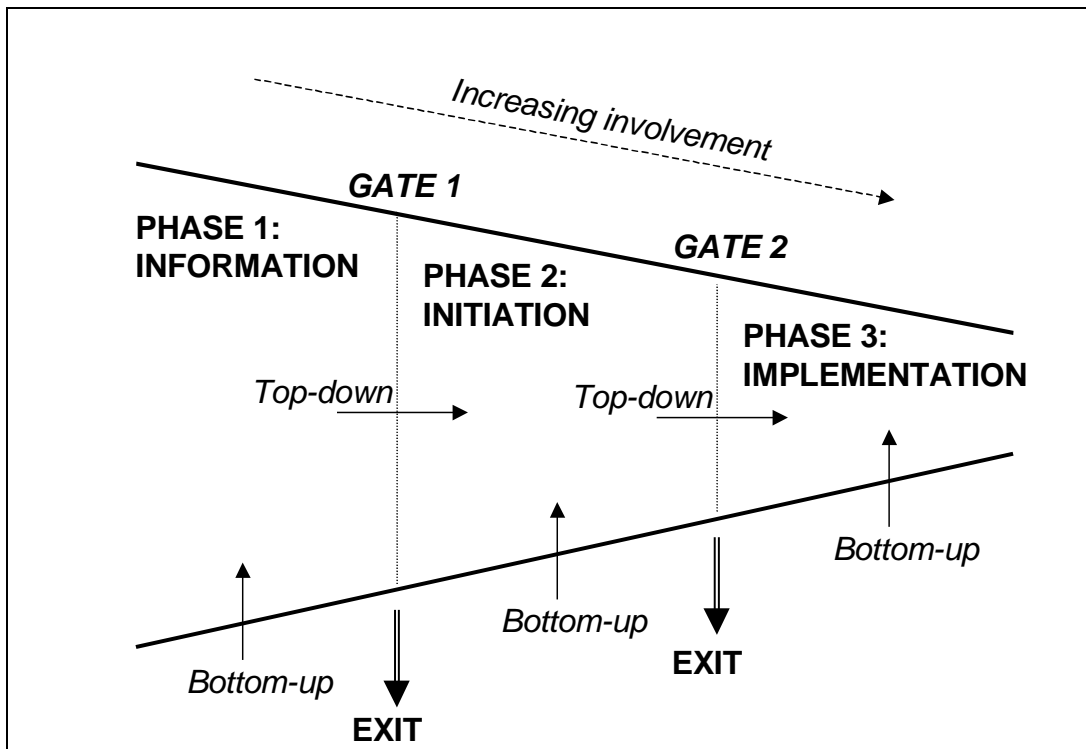 Increasing involvement
GATE 1
PHASE 1:
INFORMATION
GATE 2
PHASE 2:
INITIATION
PHASE 3:
IMPLEMENTATION
Top-down
Top-down
Bottom-up
Bottom-up
Bottom-up
EXIT
EXIT